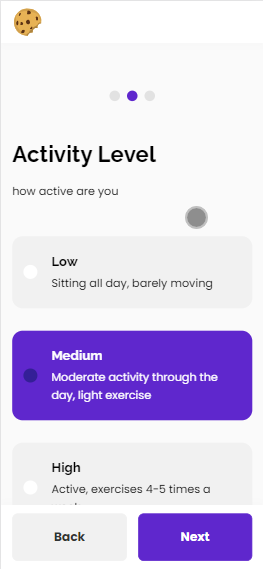 Activity Level
how active are you
Low
Sitting all day, barely moving
Medium
Moderate activity through the
day, light exercise
High
Active, exercises 4-5 times a
Back
Next